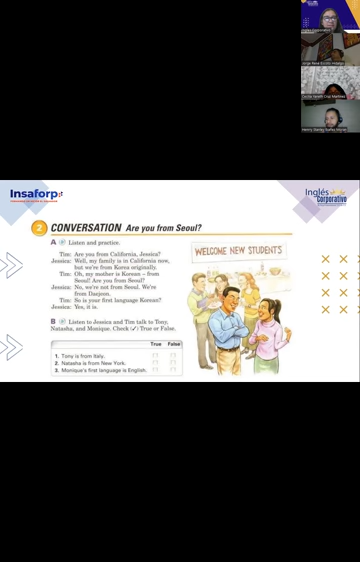 Insaforp
Inglés
Corporativo
2 CONVERSATION Are you from Seoul?
A Listen and practice.
Tim: Are you from California, Jessica?
Jessica: Well, my family is in California now,
but we're from Korea originally.
Tim: Oh, my mother is Korean – from
Seoul! Are you from Seoul?
Jessica: No, we're not from Seoul. We're
from Daejeon.
Tim: So is your first language Korean?
Jessica: Yes, it is.
WELCOME NEW STUDENTS
B Listen to Jessica and Tim talk to Tony,
Natasha, and Monique. Check (✓) True or False.
True False
1. Tony is from Italy.
2. Natasha is from New York.
3. Monique's first language is English.